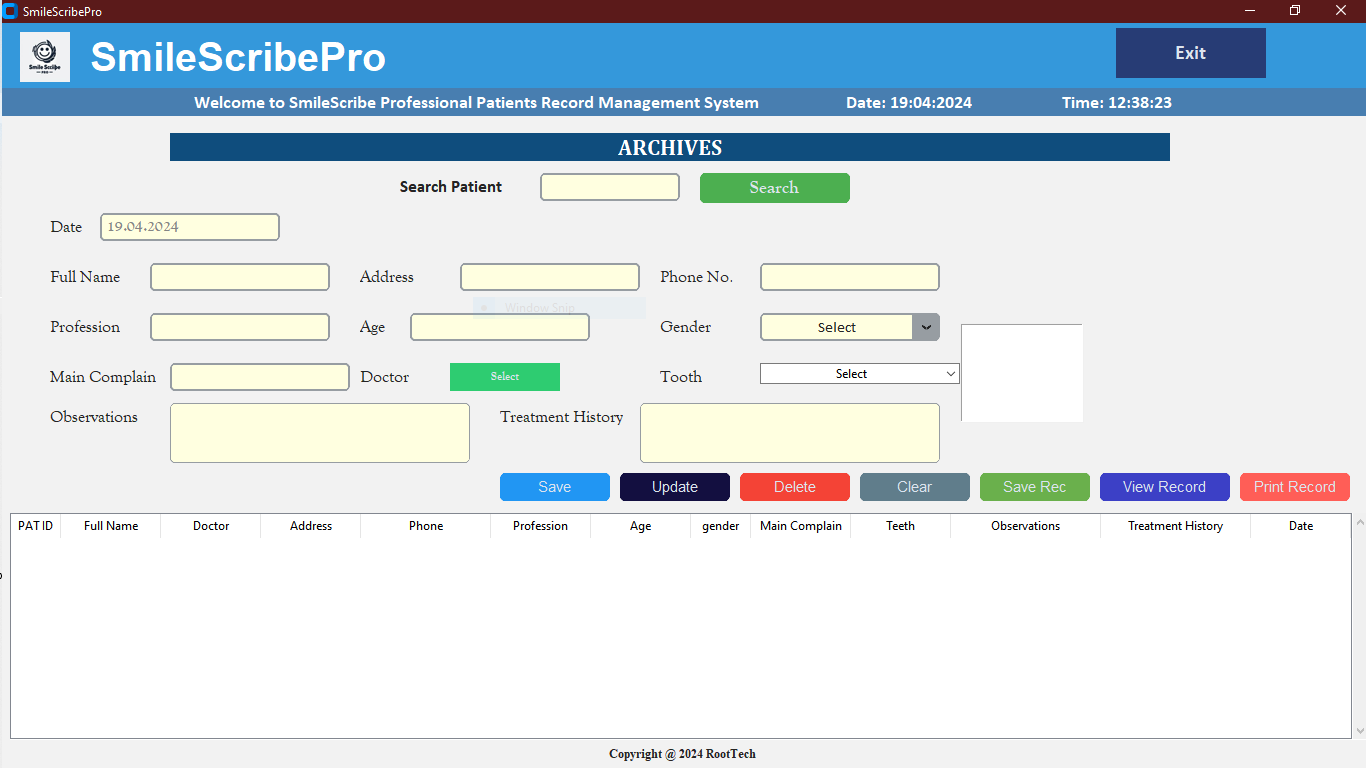 SmileScribePro
Smile Scribe
PRO
SmileScribePro
Exit
Welcome to SmileScribe Professional Patients Record Management System Date: 19:04:2024 Time: 12:38:23
ARCHIVES
Search Patient Search
Date 19.04.2024
Full Name Address Phone No.
Window Snip
Profession Age Gender Select
Main Complain Doctor Select Tooth Select
Observations Treatment History
Save Update Delete Clear Save Rec View Record Print Record
PAT ID Full Name Doctor Address Phone Profession Age gender Main Complain Teeth Observations Treatment History Date
Copyright @ 2024 RootTech